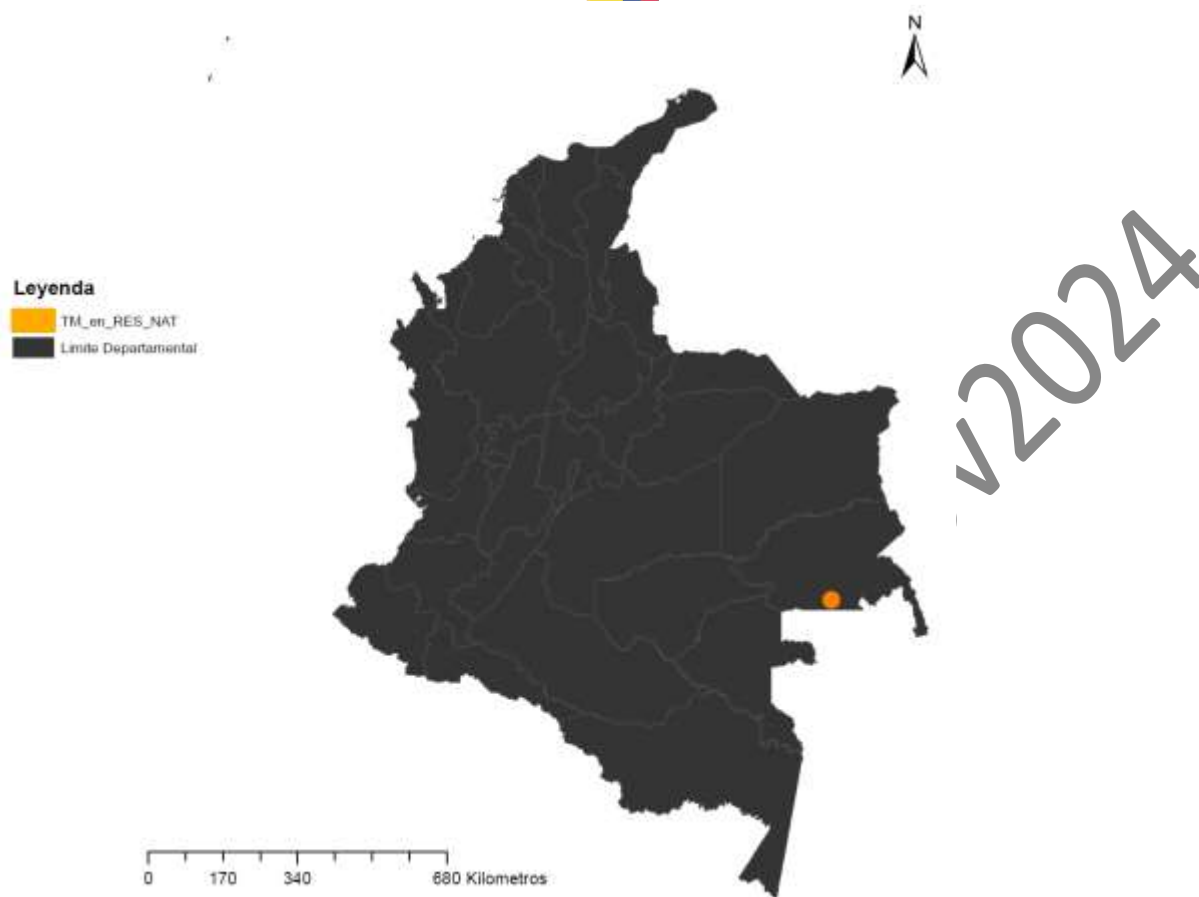 N
v2024
Leyenda
TM_en_RES_NAT
Limite Departamental
0 170 340 680 Kilometros